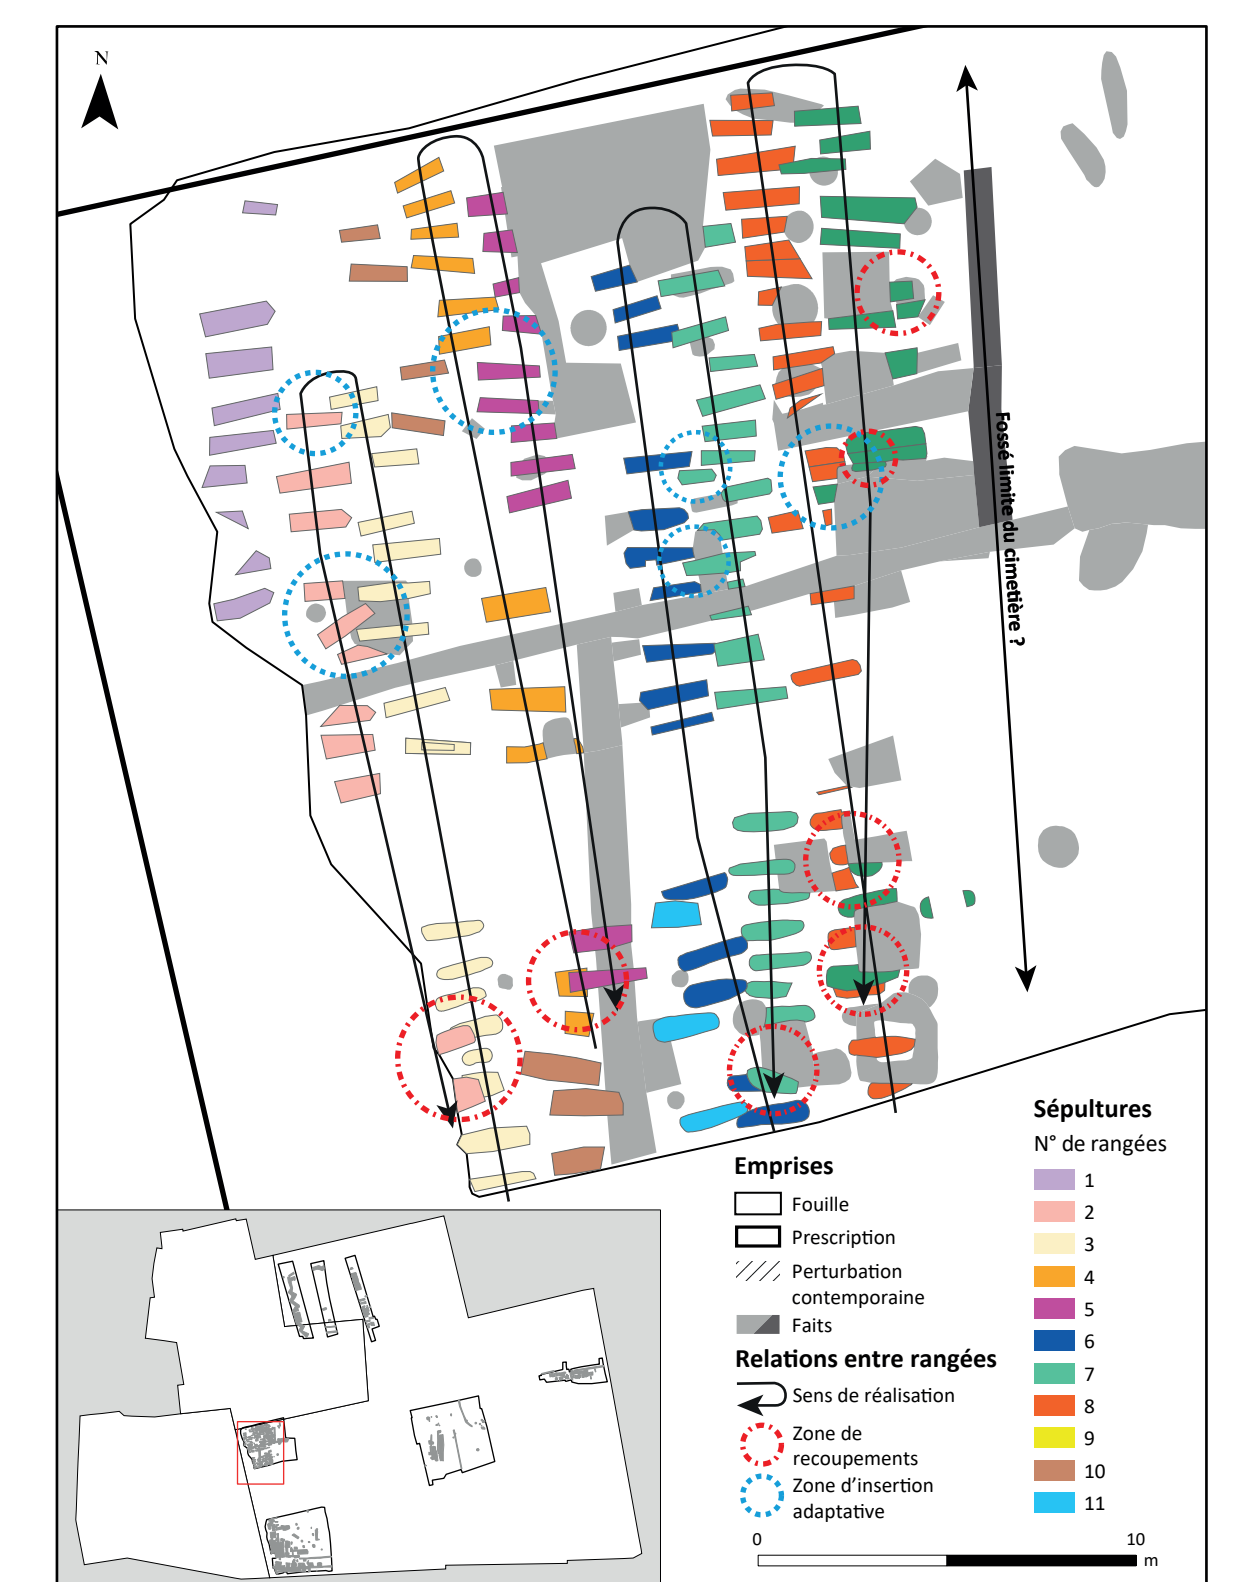 N
Fossé limite du cimetière ?
Emprises
Fouille
Prescription
Perturbation
contemporaine
Faits
Relations entre rangées
Sens de réalisation
Zone de
recoupements
Zone d’insertion
adaptative
Sépultures
N° de rangées
1
2
3
4
5
6
7
8
9
10
11
0 10
m